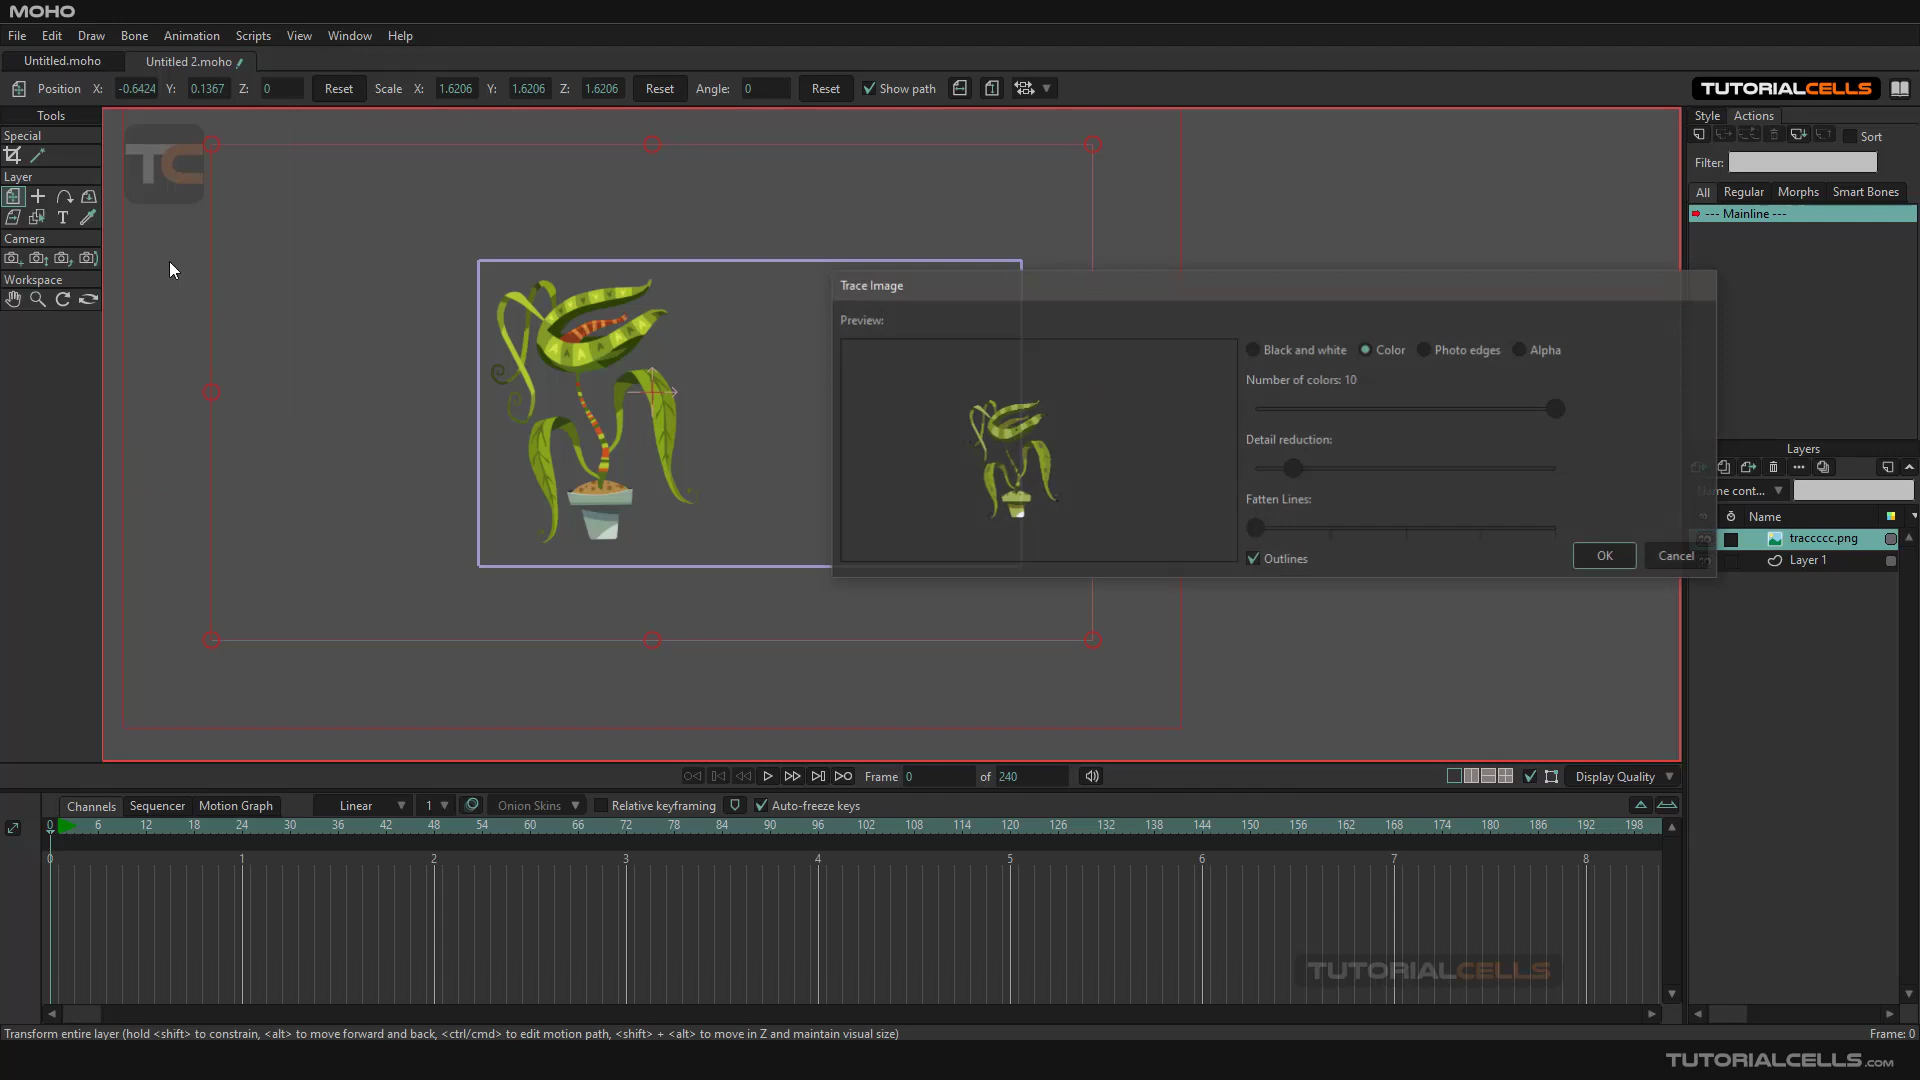 MOHO
File Edit Draw Bone Animation Scripts View Window Help
Untitled.moho Untitled 2.moho
Position X: -0.6424 Y: 0.1367 Z: 0 Reset Scale X: 1.6206 Y: 1.6206 Z: 1.6206 Reset Angle: 0 Reset Show path TUTORIALCELLS
Tools Style Actions
Special Sort
TC
Filter:
Layer
All Regular Morphs Smart Bones
--- Mainline ---
T
Camera
Workspace
Trace Image
Preview:
Black and white Color Photo edges Alpha
Number of colors: 10
Detail reduction:
Layers
Fatten Lines:
Name
traccccc.png
Outlines OK Cancel
Layer 1
Frame 0 of 240 Display Quality
Channels Sequencer Motion Graph Linear 1 Onion Skins Relative keyframing Auto-freeze keys
0 6 12 18 24 30 36 42 48 54 60 66 72 78 84 90 96 102 108 114 120 126 132 138 144 150 156 162 168 174 180 186 192 198
0 1 2 3 4 5 6 7 8
TUTORIALCELLS
Transform entire layer (hold <shift> to constrain, <alt> to move forward and back, <ctrl/cmd> to edit motion path, <shift> + <alt> to move in Z and maintain visual size) Frame: 0
TUTORIALCELLS.COM